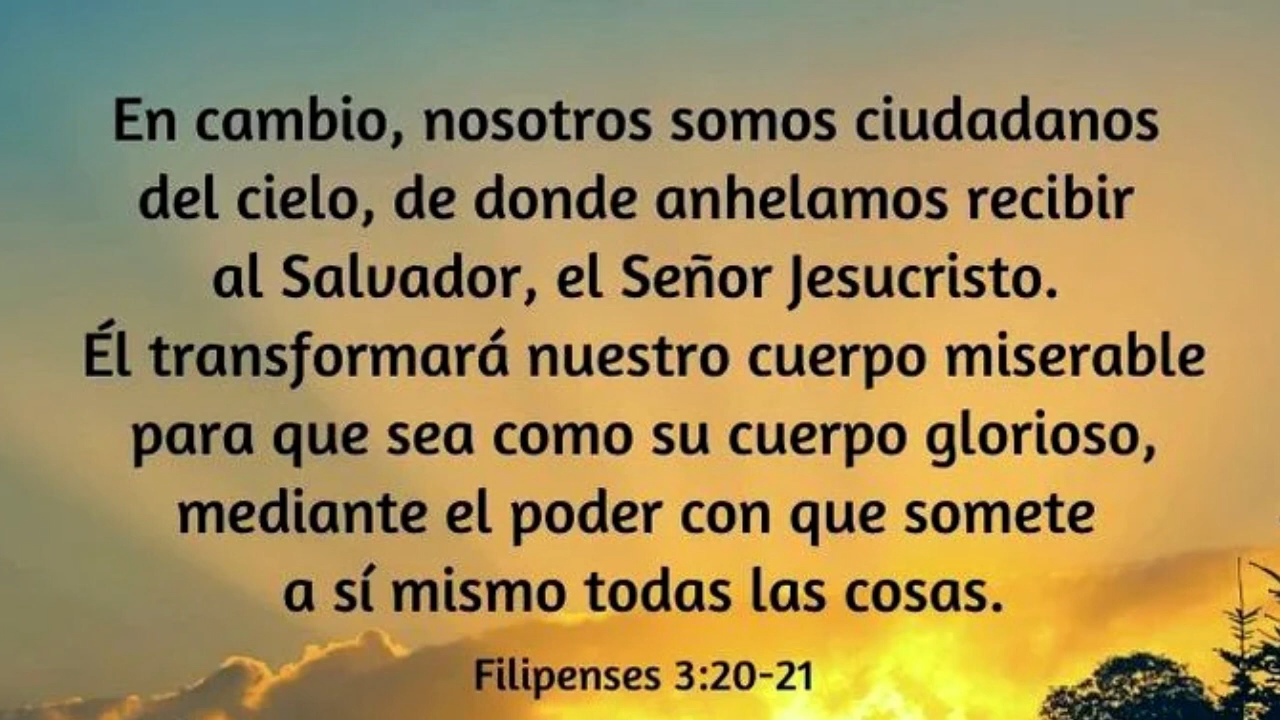 En cambio, nosotros somos ciudadanos
del cielo, de donde anhelamos recibir
al Salvador, el Señor Jesucristo.
Él transformará nuestro cuerpo miserable
para que sea como su cuerpo glorioso,
mediante el poder con que somete
a sí mismo todas las cosas.
Filipenses 3:20-21